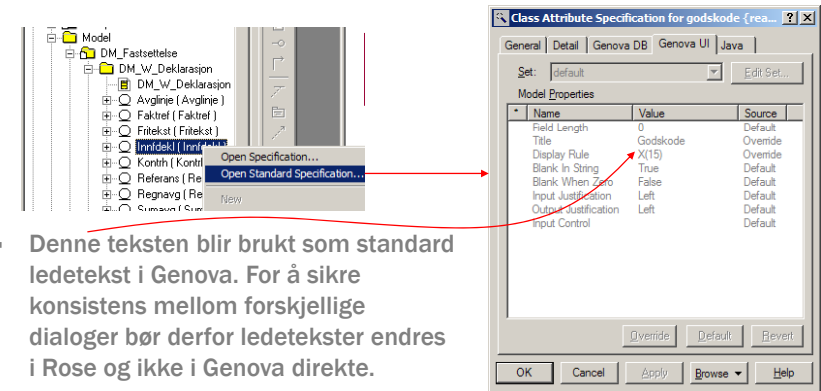 Model
DM_Fastsettelse
DM_W_Deklarasjon
DM_W_Deklarasjon
Avglinje ( Avglinje )
Faktref ( Faktref )
Fritekst ( Fritekst )
Innfdekl ( Innfdekl )
Kontrh ( Kontrl
Referans ( Re
Regnavg ( Re
Sumavg ( Sum
Open Specification...
Open Standard Specification...
New
Denne teksten blir brukt som standard
ledetekst i Genova. For å sikre
konsistens mellom forskjellige
dialoger bør derfor ledetekster endres
i Rose og ikke i Genova direkte.
Class Attribute Specification for godskode {rea...
General Detail Genova DB Genova UI Java
Set: default Edit Set...
Model Properties
* Name Value Source
Field Length 0 Default
Title Godskode Override
Display Rule X(15) Override
Blank In String True Default
Blank When Zero False Default
Input Justification Left Default
Output Justification Left Default
Input Control Default
Override Default Revert
OK Cancel Apply Browse Help